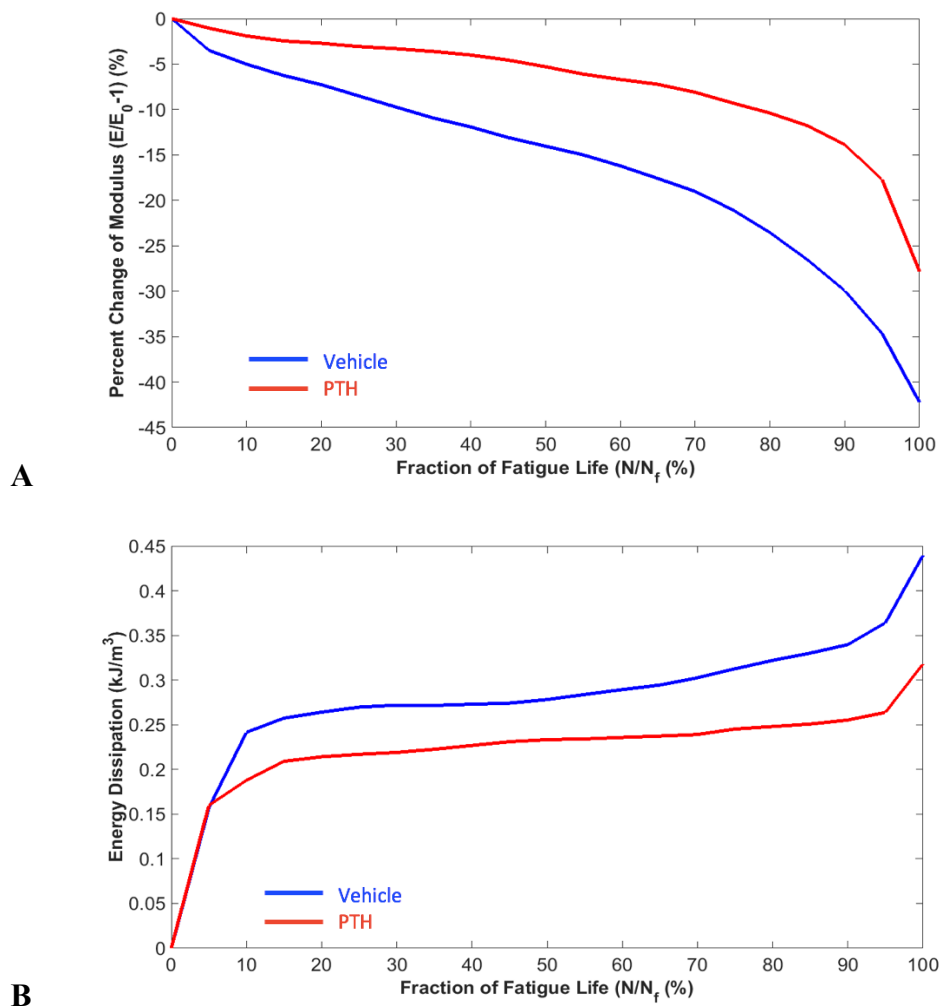 Percent Change of Modulus (E/E₀-1) (%)
0
-5
-10
-15
-20
-25
-30
-35
-40
-45
Vehicle
PTH
0 10 20 30 40 50 60 70 80 90 100
Fraction of Fatigue Life (N/N_f (%)
A
Energy Dissipation (kJ/m³)
0.45
0.4
0.35
0.3
0.25
0.2
0.15
0.1
0.05
0
Vehicle
PTH
0 10 20 30 40 50 60 70 80 90 100
Fraction of Fatigue Life (N/N_f (%)
B